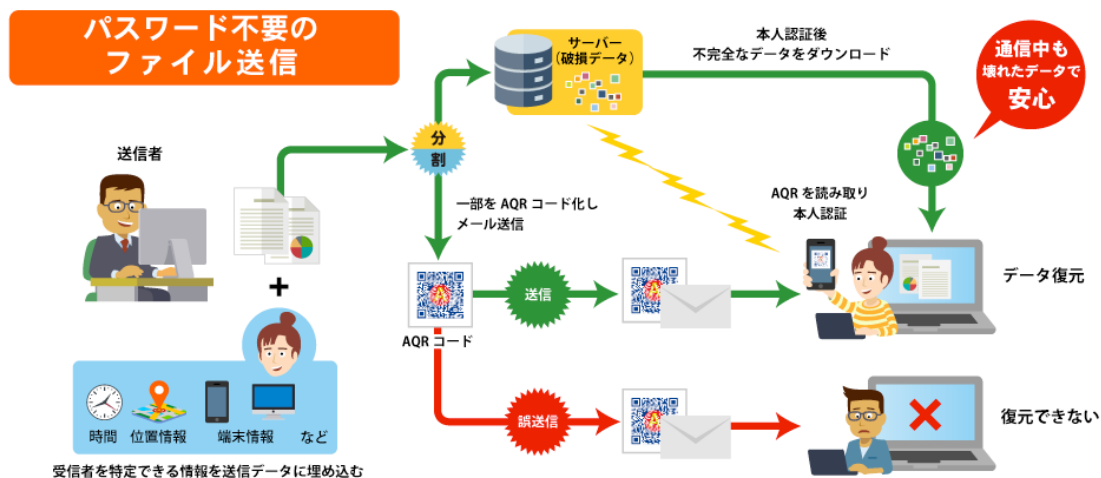 パスワード不要の
ファイル送信
送信者
時間
位置情報
端末情報
など
受信者を特定できる情報を送信データに埋め込む
分
割
サーバー
（破損データ）
本人認証後
不完全なデータをダウンロード
通信中も
壊れたデータで
安心
一部を AQR コード化し
メール送信
AQR コード
送信
AQR を読み取り
本人認証
データ復元
誤送信
復元できない